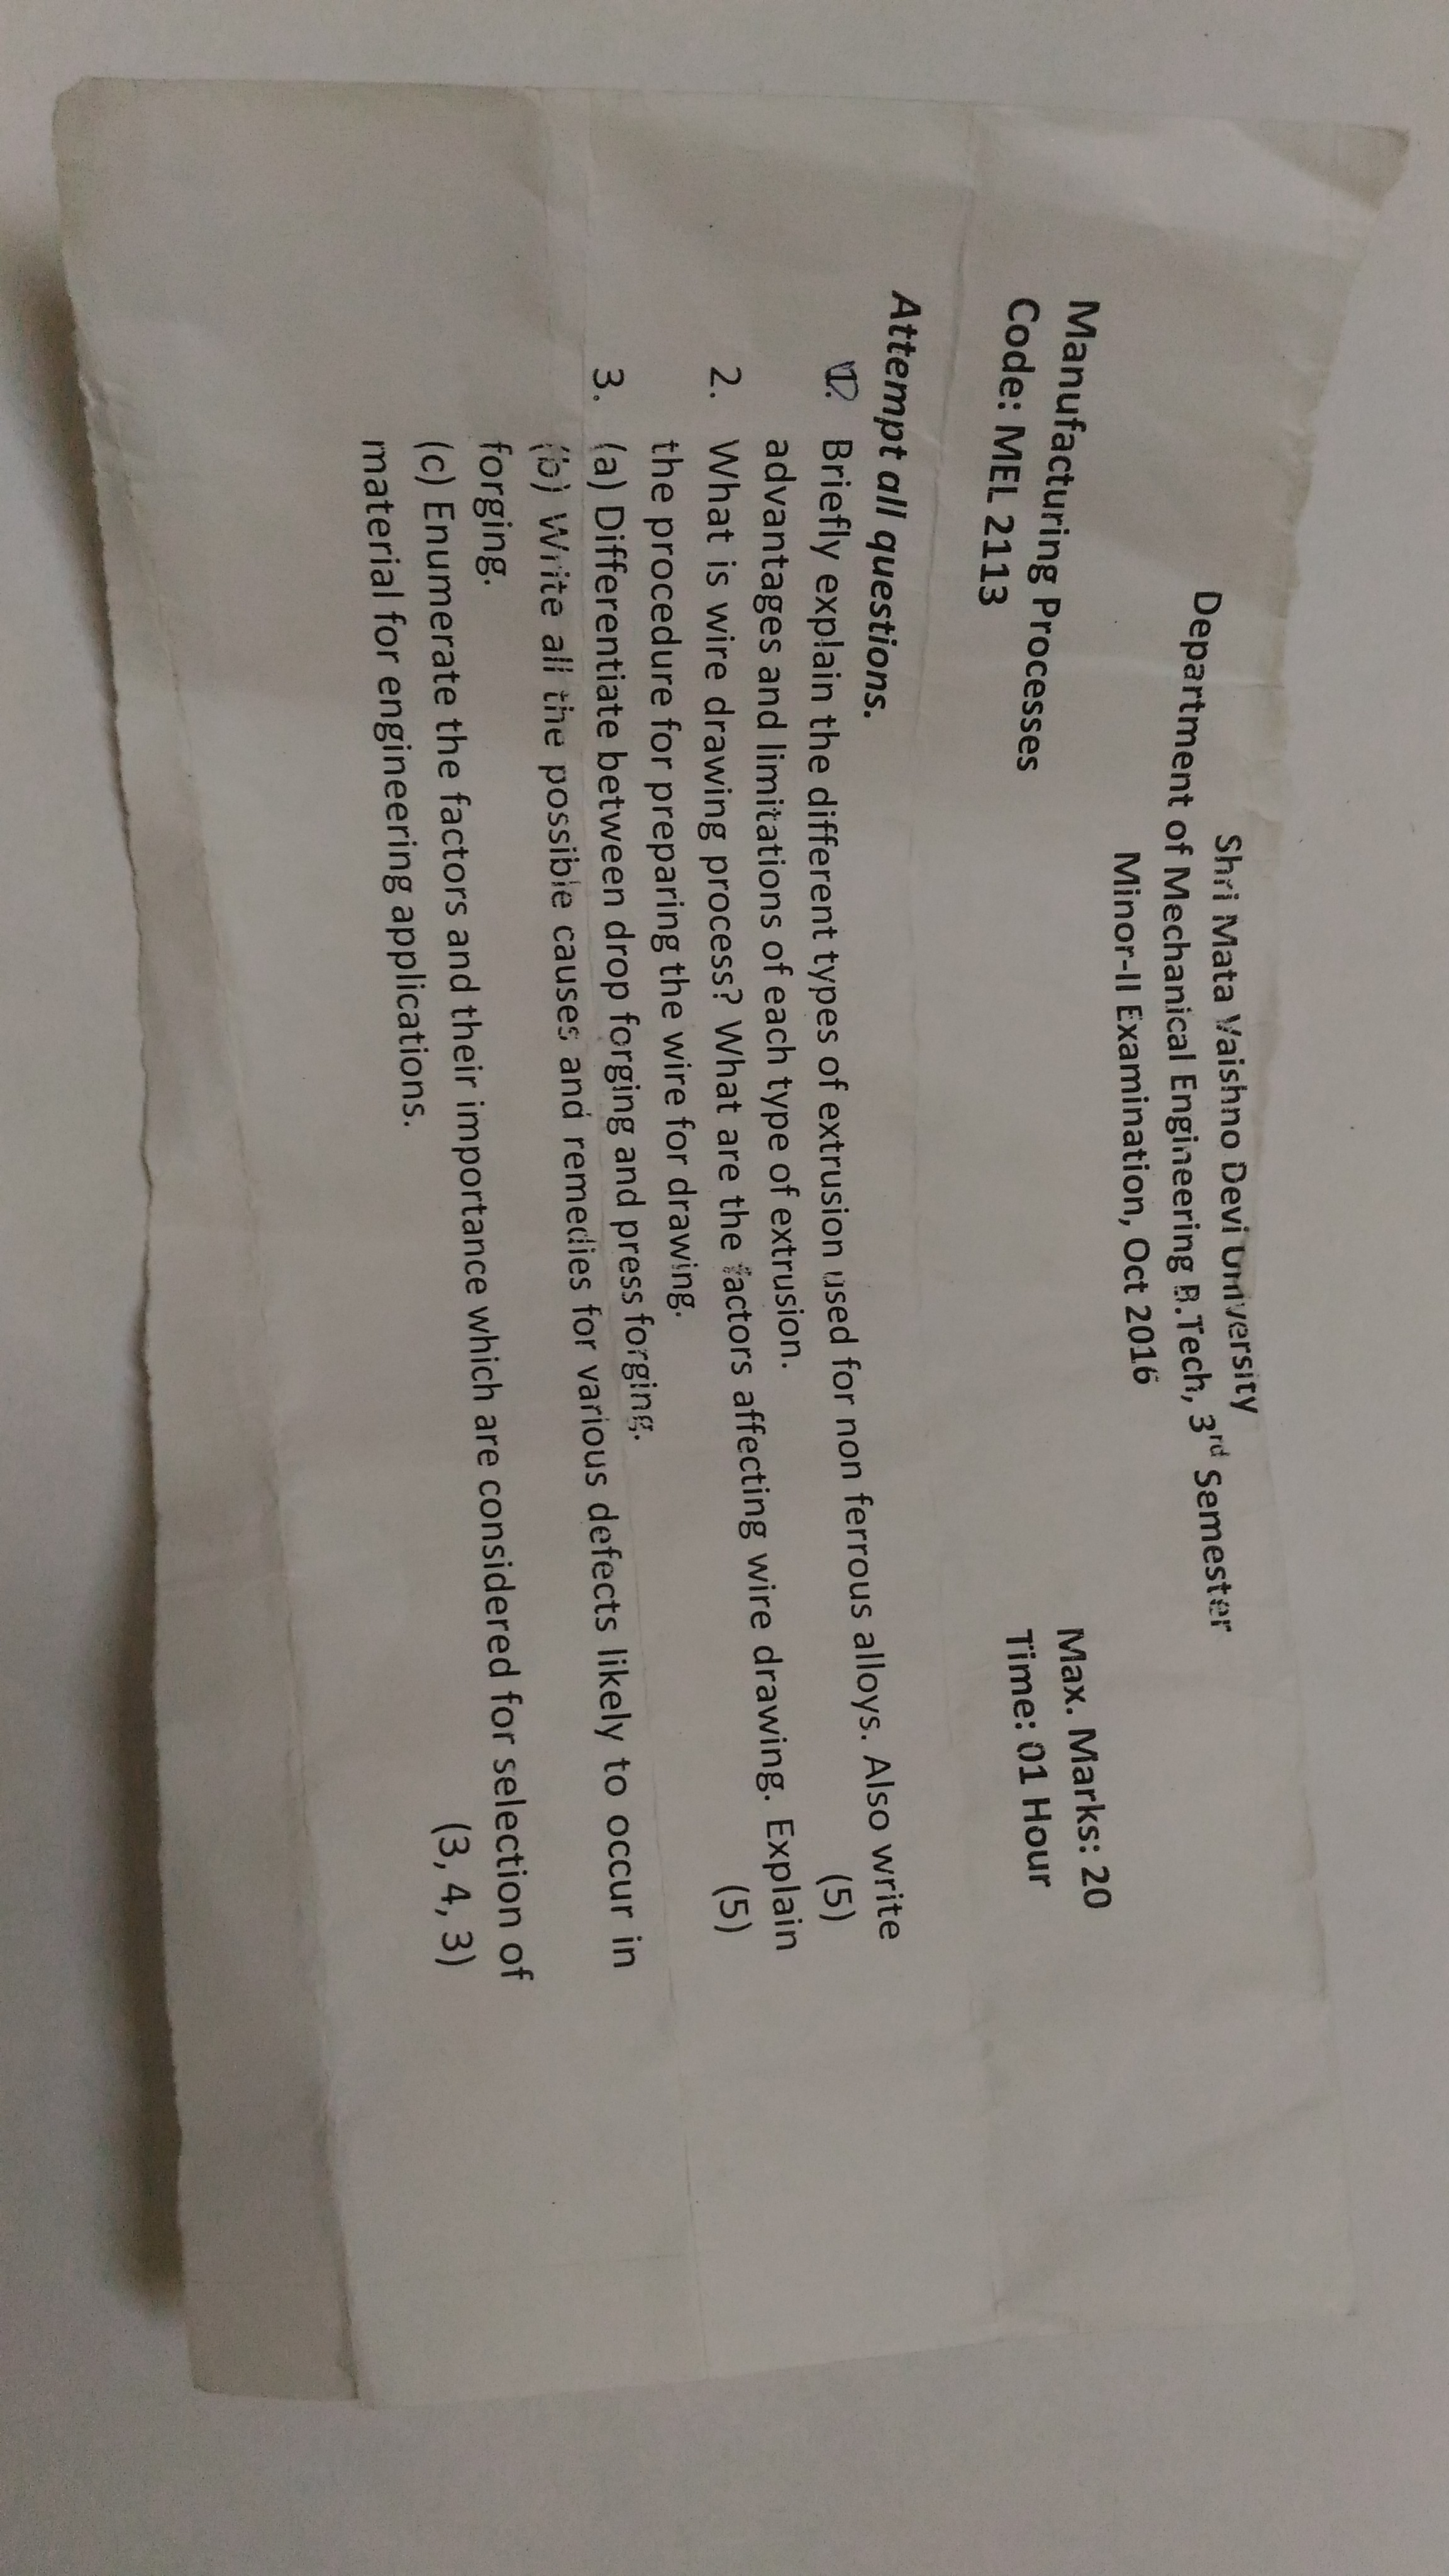 Shri Mata Vaishno Devi University
Department of Mechanical Engineering B.Tech, 3rd Semester
Minor-II Examination, Oct 2016
Manufacturing Processes Max. Marks: 20
Code: MEL 2113 Time: 01 Hour
Attempt all questions.
1. Briefly explain the different types of extrusion used for non ferrous alloys. Also write
advantages and limitations of each type of extrusion. (5)
2. What is wire drawing process? What are the factors affecting wire drawing. Explain
the procedure for preparing the wire for drawing. (5)
3. (a) Differentiate between drop forging and press forging.
(b) Write all the possible causes and remedies for various defects likely to occur in
forging.
(c) Enumerate the factors and their importance which are considered for selection of
material for engineering applications. (3, 4, 3)